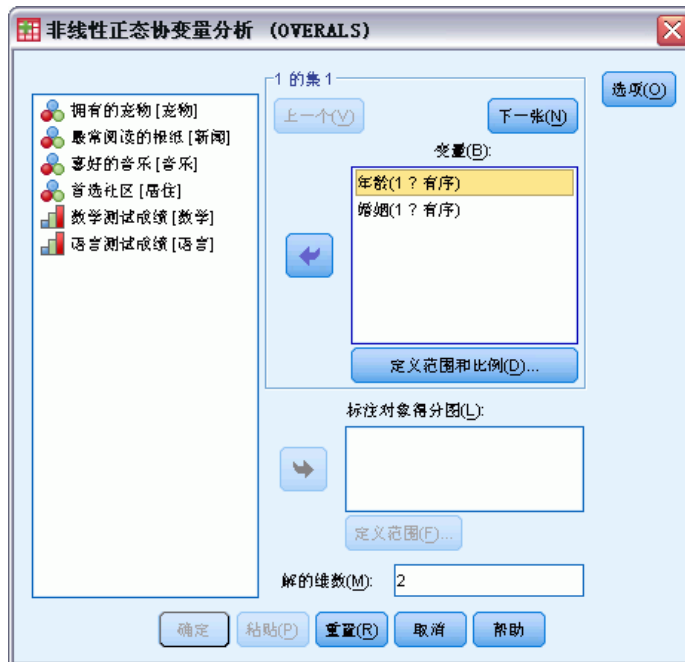 非线性正态协变量分析 (OVERALS)
1 的集 1
选项(O)
上一个(V)
下一张(N)
拥有的宠物 [宠物]
最常阅读的报纸 [新闻]
喜好的音乐 [音乐]
首选社区 [居住]
数学测试成绩 [数学]
语言测试成绩 [语言]
变量(B):
年龄(1 ? 有序)
婚姻(1 ? 有序)
定义范围和比例(D)...
标注对象得分图(L):
定义范围(F)...
解的维数(M): 2
确定 粘贴(P) 重置(R) 取消 帮助